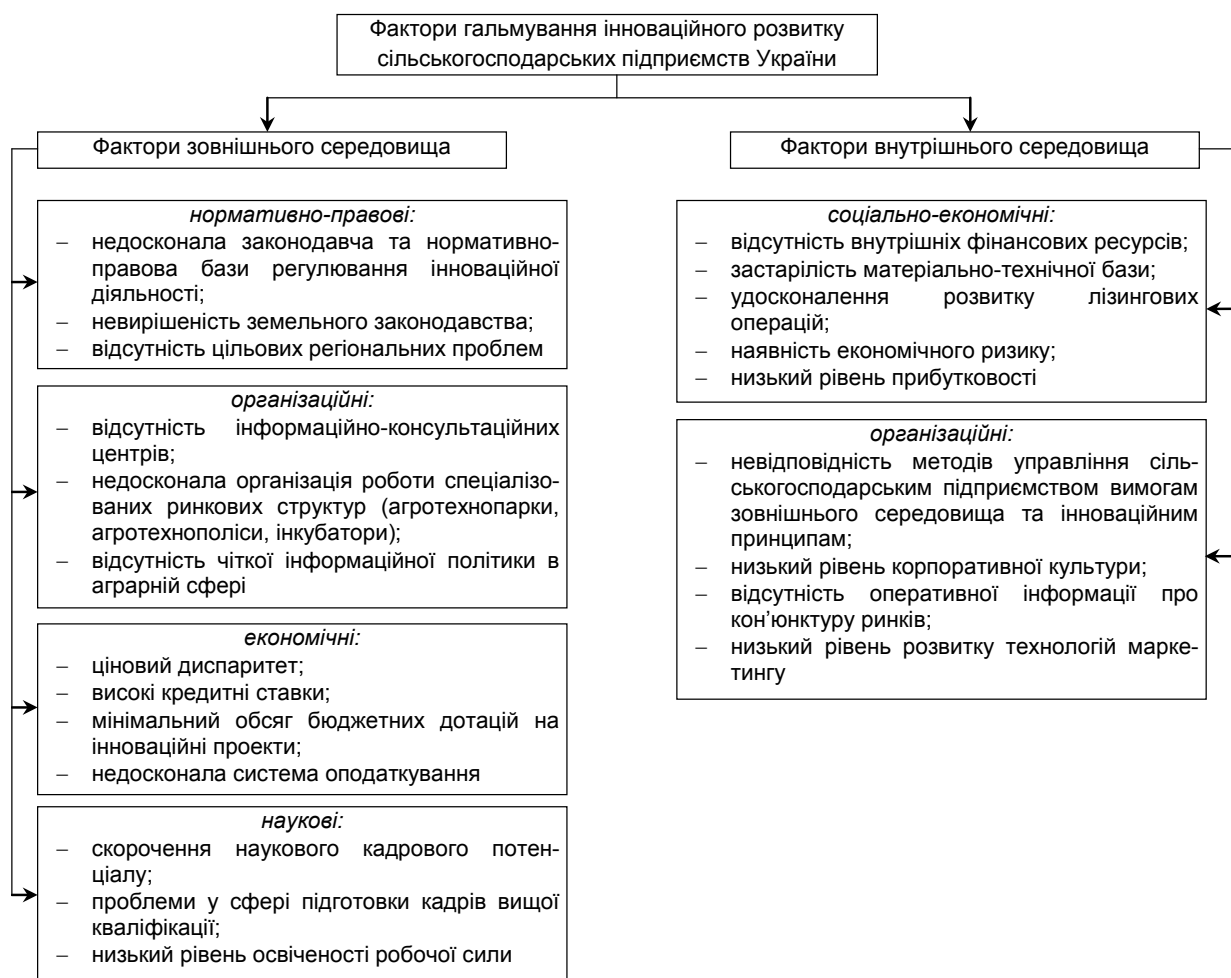 Фактори гальмування інноваційного розвитку
сільськогосподарських підприємств України
Фактори зовнішнього середовища
нормативно-правові:
– недосконала законодавча та нормативно-
правова бази регулювання інноваційної
діяльності;
– невирішеність земельного законодавства;
– відсутність цільових регіональних проблем
організаційні:
– відсутність інформаційно-консультаційних
центрів;
– недосконала організація роботи спеціалізо-
ваних ринкових структур (агротехнопарки,
агротехнополіси, інкубатори);
– відсутність чіткої інформаційної політики в
аграрній сфері
економічні:
– ціновий диспаритет;
– високі кредитні ставки;
– мінімальний обсяг бюджетних дотацій на
інноваційні проекти;
– недосконала система оподаткування
наукові:
– скорочення наукового кадрового потен-
ціалу;
– проблеми у сфері підготовки кадрів вищої
кваліфікації;
– низький рівень освіченості робочої сили
Фактори внутрішнього середовища
соціально-економічні:
– відсутність внутрішніх фінансових ресурсів;
– застарілість матеріально-технічної бази;
– удосконалення розвитку лізингових
операцій;
– наявність економічного ризику;
– низький рівень прибутковості
організаційні:
– невідповідність методів управління сіль-
ськогосподарським підприємством вимогам
зовнішнього середовища та інноваційним
принципам;
– низький рівень корпоративної культури;
– відсутність оперативної інформації про
кон’юнктуру ринків;
– низький рівень розвитку технологій марке-
тингу